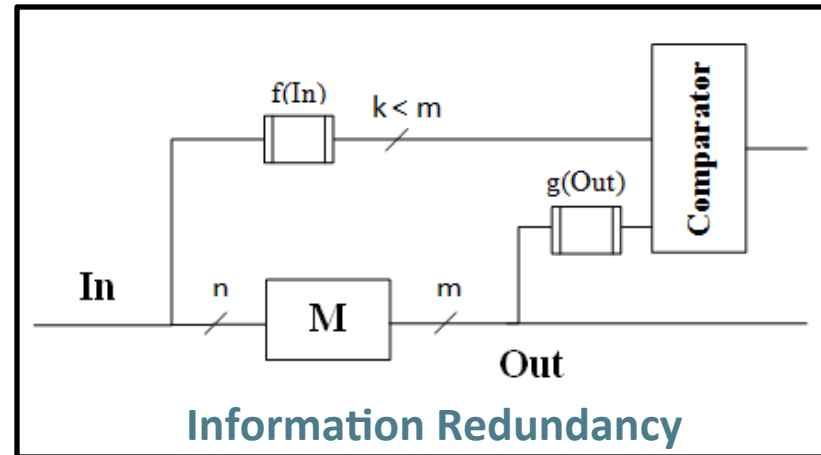 f(In)
k < m
Comparator
g(Out)
In
n
M
m
Out
Information Redundancy